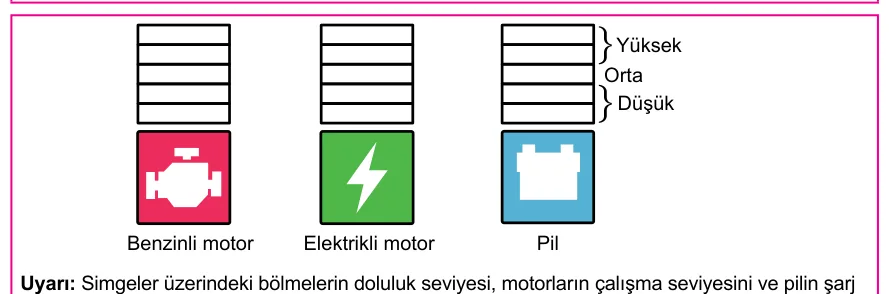 Yüksek
Orta
Düşük
Benzinli motor Elektrikli motor Pil
Uyarı: Simgeler üzerindeki bölmelerin doluluk seviyesi, motorların çalışma seviyesini ve pilin şarj